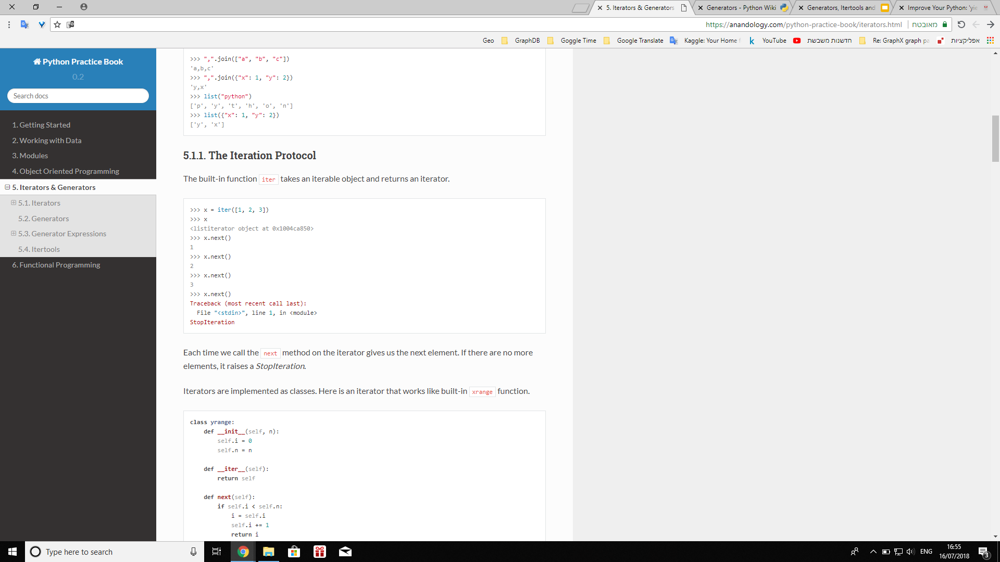 5. Iterators & Generators
Generators - Python Wiki
Generators, Itertools and
Improve Your Python: 'yie
https://anandology.com/python-practice-book/iterators.html
מאובטח
Geo
GraphDB
Goggle Time
Google Translate
Kaggle: Your Home f
YouTube
חדשנות משבשת
Re: GraphX graph pa
אפליקציות
Python Practice Book
0.2
Search docs
1. Getting Started
2. Working with Data
3. Modules
4. Object Oriented Programming
5. Iterators & Generators
5.1. Iterators
5.2. Generators
5.3. Generator Expressions
5.4. Itertools
6. Functional Programming
>>> ",".join(["a", "b", "c"])
'a,b,c'
>>> ",".join({"x": 1, "y": 2})
'y,x'
>>> list("python")
['p', 'y', 't', 'h', 'o', 'n']
>>> list({"x": 1, "y": 2})
['y', 'x']
5.1.1. The Iteration Protocol
The built-in function iter takes an iterable object and returns an iterator.
>>> x = iter([1, 2, 3])
>>> x
<listiterator object at 0x1004ca850>
>>> x.next()
1
>>> x.next()
2
>>> x.next()
3
>>> x.next()
Traceback (most recent call last):
  File "<stdin>", line 1, in <module>
StopIteration
Each time we call the next method on the iterator gives us the next element. If there are no more
elements, it raises a StopIteration.
Iterators are implemented as classes. Here is an iterator that works like built-in xrange function.
class yrange:
    def __init__(self, n):
        self.i = 0
        self.n = n
    def __iter__(self):
        return self
    def next(self):
        if self.i < self.n:
            i = self.i
            self.i += 1
            return i
Type here to search
ENG
16:55
16/07/2018
3